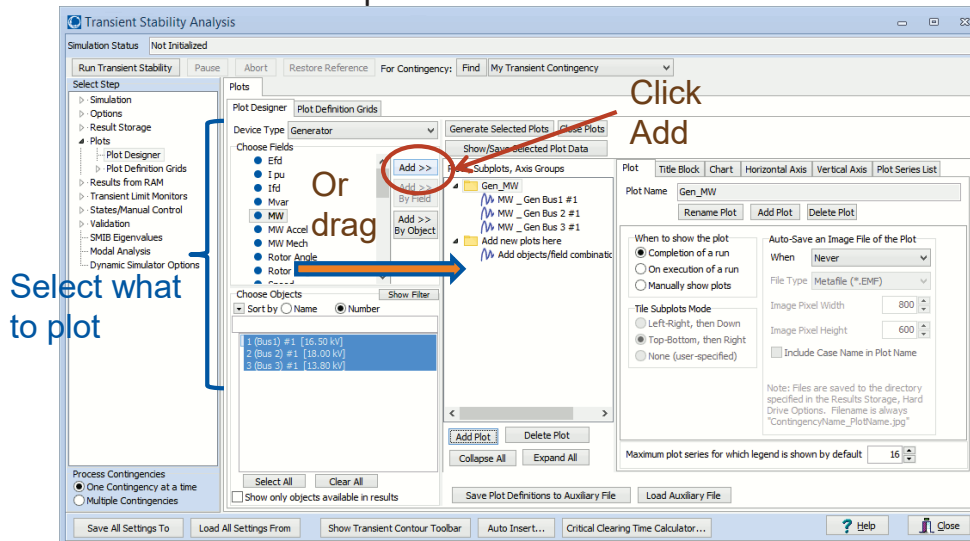 Transient Stability Analysis
Simulation Status Not Initialized
Run Transient Stability Pause Abort Restore Reference For Contingency: Find My Transient Contingency
Select Step
Simulation
Options
Result Storage
Plots
Plot Designer
Plot Definition Grids
Results from RAM
Transient Limit Monitors
States/Manual Control
Validation
SMIB Eigenvalues
Modal Analysis
Dynamic Simulator Options
Select what
to plot
Process Contingencies
One Contingency at a time
Multiple Contingencies
Plots
Plot Designer Plot Definition Grids
Device Type Generator
Choose Fields
Efd
I pu
Ifd
Mvar
MW
MW Accel
MW Mech
Rotor Angle
Rotor
Speed
Or
drag
Add >>
Add >>
By Field
Add >>
By Object
Choose Objects Show Filter
Sort by Name Number
1 (Bus1) #1 [16.50 kV]
2 (Bus 2) #1 [18.00 kV]
3 (Bus 3) #1 [13.80 kV]
Select All Clear All
Show only objects available in results
Click
Add
Generate Selected Plots Close Plots
Show/Save Selected Plot Data
Subplots, Axis Groups
Gen_MW
MW _ Gen Bus1 #1
MW _ Gen Bus 2 #1
MW _ Gen Bus 3 #1
Add new plots here
Add objects/field combinatic
Add Plot Delete Plot
Collapse All Expand All
Plot Title Block Chart Horizontal Axis Vertical Axis Plot Series List
Plot Name Gen_MW
Rename Plot Add Plot Delete Plot
When to show the plot
Completion of a run
On execution of a run
Manually show plots
Tile Subplots Mode
Left-Right, then Down
Top-Bottom, then Right
None (user-specified)
Auto-Save an Image File of the Plot
When Never
File Type Metafile (*.EMF)
Image Pixel Width 800
Image Pixel Height 600
Include Case Name in Plot Name
Note: Files are saved to the directory
specified in the Results Storage, Hard
Drive Options. Filename is always
"ContingencyName_PlotName.jpg"
Maximum plot series for which legend is shown by default 16
Save Plot Definitions to Auxiliary File Load Auxiliary File
Save All Settings To Load All Settings From Show Transient Contour Toolbar Auto Insert... Critical Clearing Time Calculator... Help Close